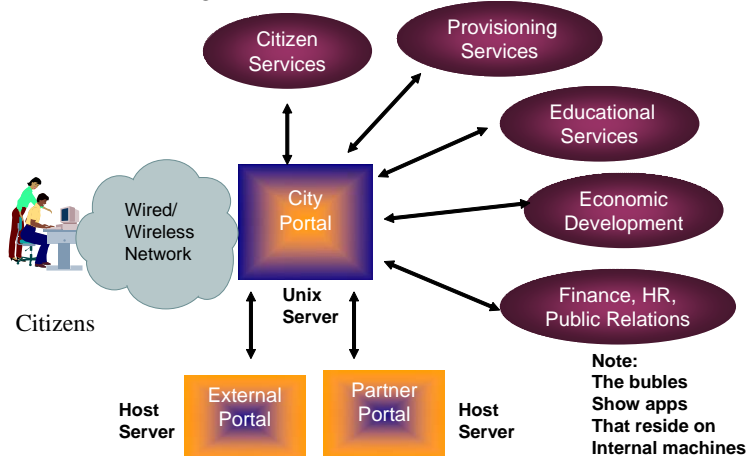 Citizen
Services
Provisioning
Services
Educational
Services
Economic
Development
Finance, HR,
Public Relations
Wired/
Wireless
Network
City
Portal
Citizens
Unix
Server
External
Portal
Partner
Portal
Host
Server
Host
Server
Note:
The bubles
Show apps
That reside on
Internal machines